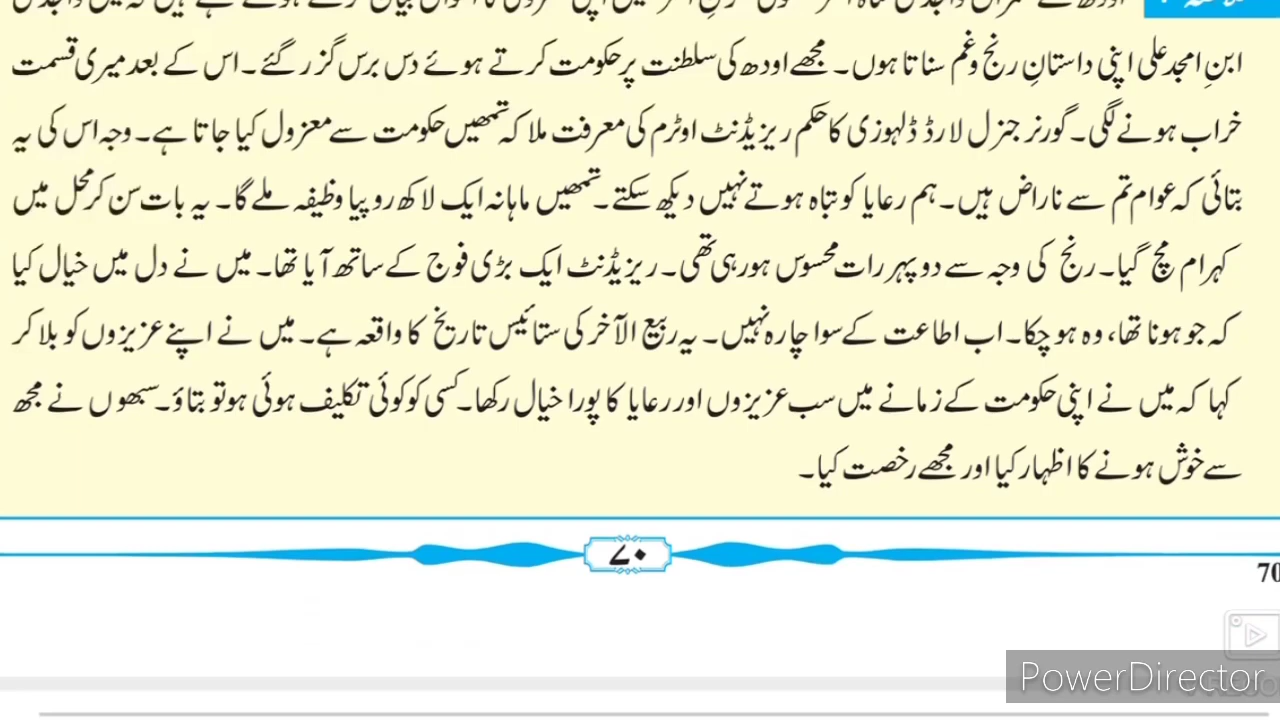 ابنِ امجد علی اپنی داستانِ رنج و غم سناتا ہوں۔ مجھے اودھ کی سلطنت پر حکومت کرتے ہوئے دس برس گزر گئے۔ اس کے بعد میری قسمت
خراب ہونے لگی۔ گورنر جنرل لارڈ ڈلہوزی کا حکم ریزیڈنٹ اوٹرم کی معرفت ملا کہ تمھیں حکومت سے معزول کیا جاتا ہے۔ وجہ اس کی یہ
بتائی کہ عوام تم سے ناراض ہیں۔ ہم رعایا کو تباہ ہوتے نہیں دیکھ سکتے۔ تمھیں ماہانہ ایک لاکھ روپیا وظیفہ ملے گا۔ یہ بات سن کر محل میں
کہرام مچ گیا۔ رنج کی وجہ سے دوپہر رات محسوس ہو رہی تھی۔ ریزیڈنٹ ایک بڑی فوج کے ساتھ آیا تھا۔ میں نے دل میں خیال کیا
کہ جو ہونا تھا، وہ ہو چکا۔ اب اطاعت کے سوا چارہ نہیں۔ یہ ربیع الآخر کی ستائیس تاریخ کا واقعہ ہے۔ میں نے اپنے عزیزوں کو بلا کر
کہا کہ میں نے اپنی حکومت کے زمانے میں سب عزیزوں اور رعایا کا پورا خیال رکھا۔ کسی کو کوئی تکلیف ہوئی ہو تو بتاؤ۔ سبھوں نے مجھ
سے خوش ہونے کا اظہار کیا اور مجھے رخصت کیا۔
۷۰
70
PowerDirector